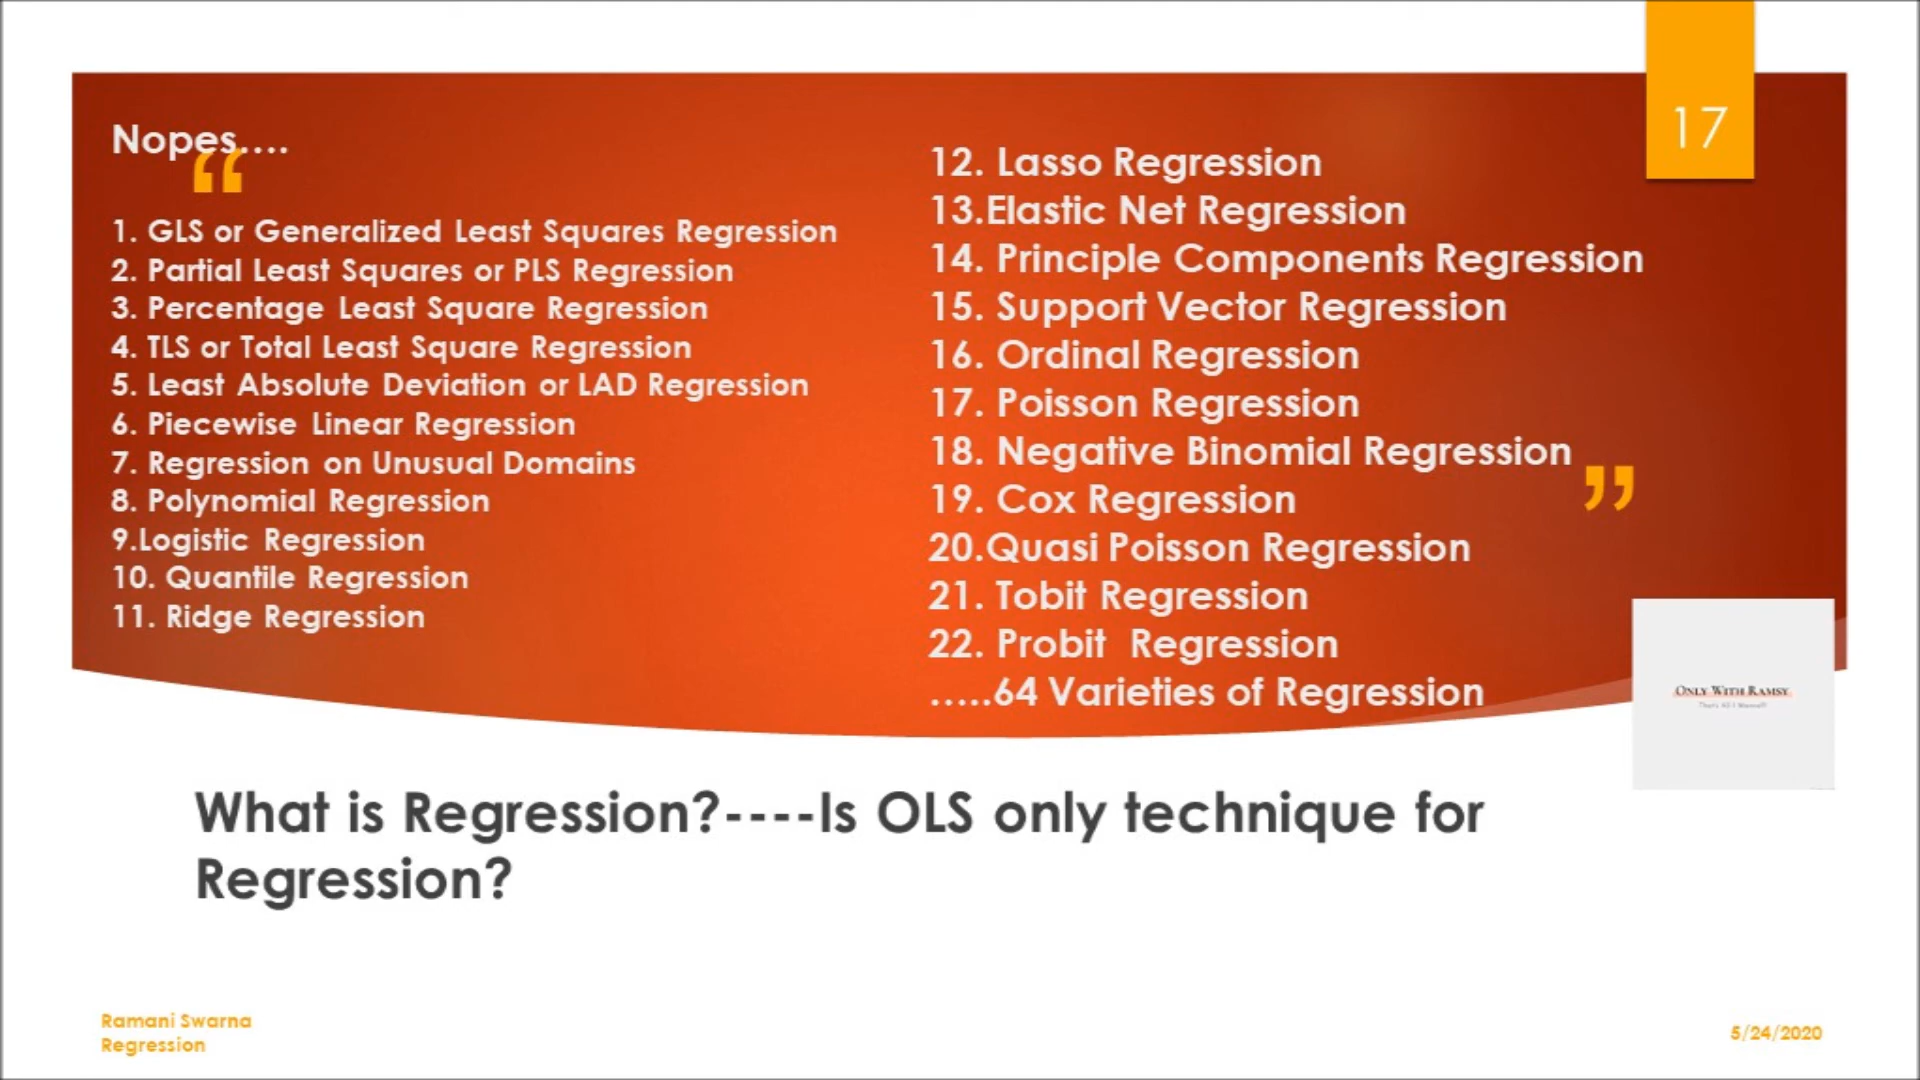 17
Nopes....
“
1. GLS or Generalized Least Squares Regression
2. Partial Least Squares or PLS Regression
3. Percentage Least Square Regression
4. TLS or Total Least Square Regression
5. Least Absolute Deviation or LAD Regression
6. Piecewise Linear Regression
7. Regression on Unusual Domains
8. Polynomial Regression
9.Logistic Regression
10. Quantile Regression
11. Ridge Regression
12. Lasso Regression
13.Elastic Net Regression
14. Principle Components Regression
15. Support Vector Regression
16. Ordinal Regression
17. Poisson Regression
18. Negative Binomial Regression
”
19. Cox Regression
20.Quasi Poisson Regression
21. Tobit Regression
22. Probit Regression
.....64 Varieties of Regression
ONLY WITH RAMSY
What is Regression?----Is OLS only technique for
Regression?
Ramani Swarna
Regression
5/24/2020